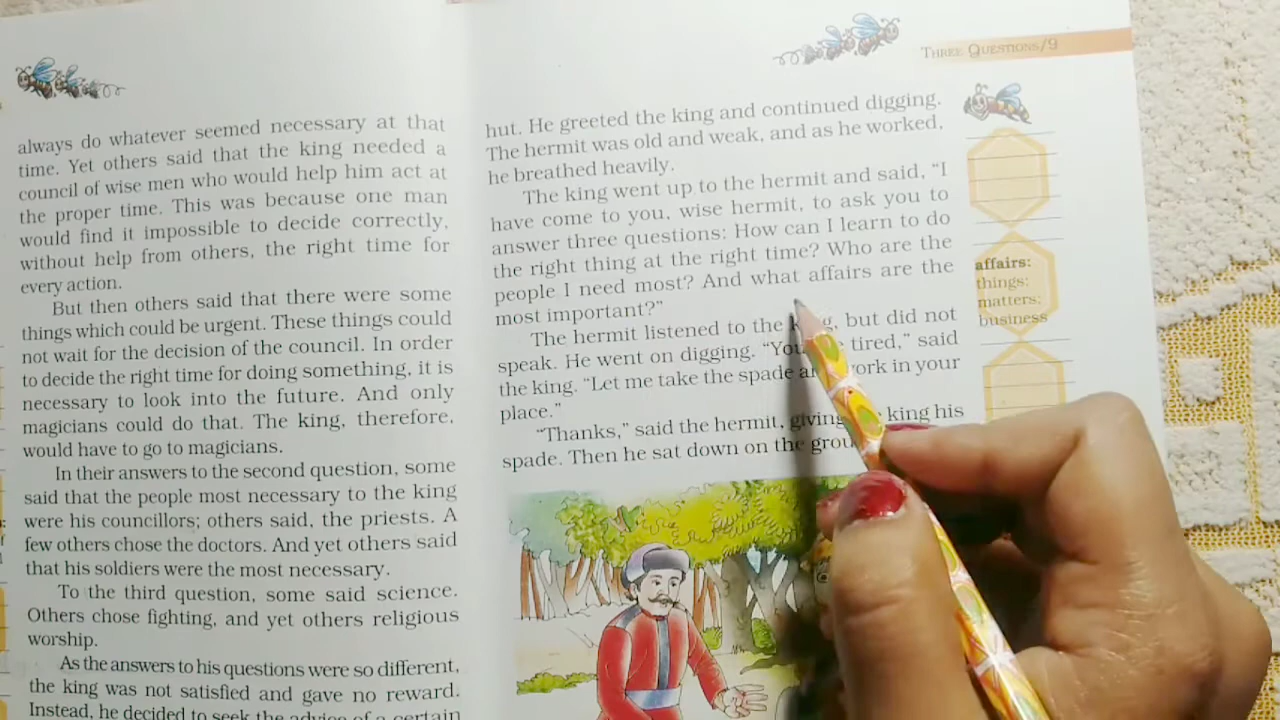 always do whatever seemed necessary at that
time. Yet others said that the king needed a
council of wise men who would help him act at
the proper time. This was because one man
would find it impossible to decide correctly,
without help from others, the right time for
every action.
But then others said that there were some
things which could be urgent. These things could
not wait for the decision of the council. In order
to decide the right time for doing something, it is
necessary to look into the future. And only
magicians could do that. The king, therefore,
would have to go to magicians.
In their answers to the second question, some
said that the people most necessary to the king
were his councillors; others said, the priests. A
few others chose the doctors. And yet others said
that his soldiers were the most necessary.
To the third question, some said science.
Others chose fighting, and yet others religious
worship.
As the answers to his questions were so different,
the king was not satisfied and gave no reward.
Instead, he decided to seek the advice of a certain
THREE QUESTIONS/9
hut. He greeted the king and continued digging.
The hermit was old and weak, and as he worked,
he breathed heavily.
The king went up to the hermit and said, “I
have come to you, wise hermit, to ask you to
answer three questions: How can I learn to do
the right thing at the right time? Who are the
people I need most? And what affairs are the
most important?”
The hermit listened to the king, but did not
speak. He went on digging. “You tired,” said
the king. “Let me take the spade work in your
place.”
“Thanks,” said the hermit, giving king his
spade. Then he sat down on the
affairs:
things:
matters:
business